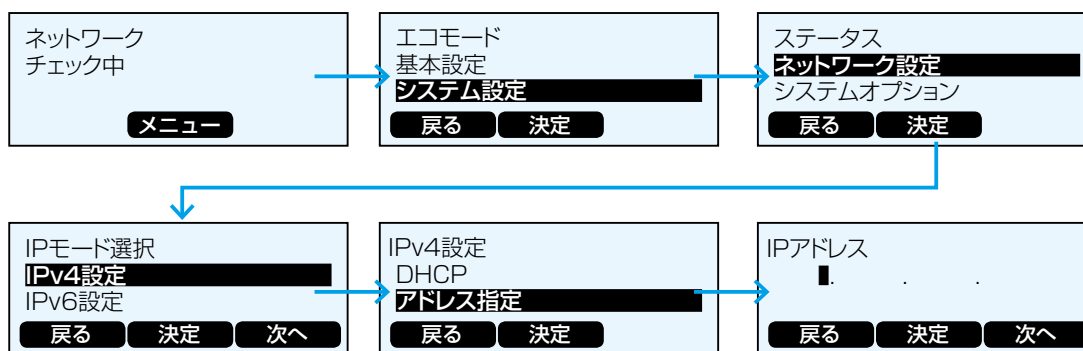 ネットワーク
チェック中
メニュー
エコモード
基本設定
システム設定
戻る 決定
ステータス
ネットワーク設定
システムオプション
戻る 決定
IPモード選択
IPv4設定
IPv6設定
戻る 決定 次へ
IPv4設定
DHCP
アドレス指定
戻る 決定
IPアドレス
. . .
戻る 決定 次へ